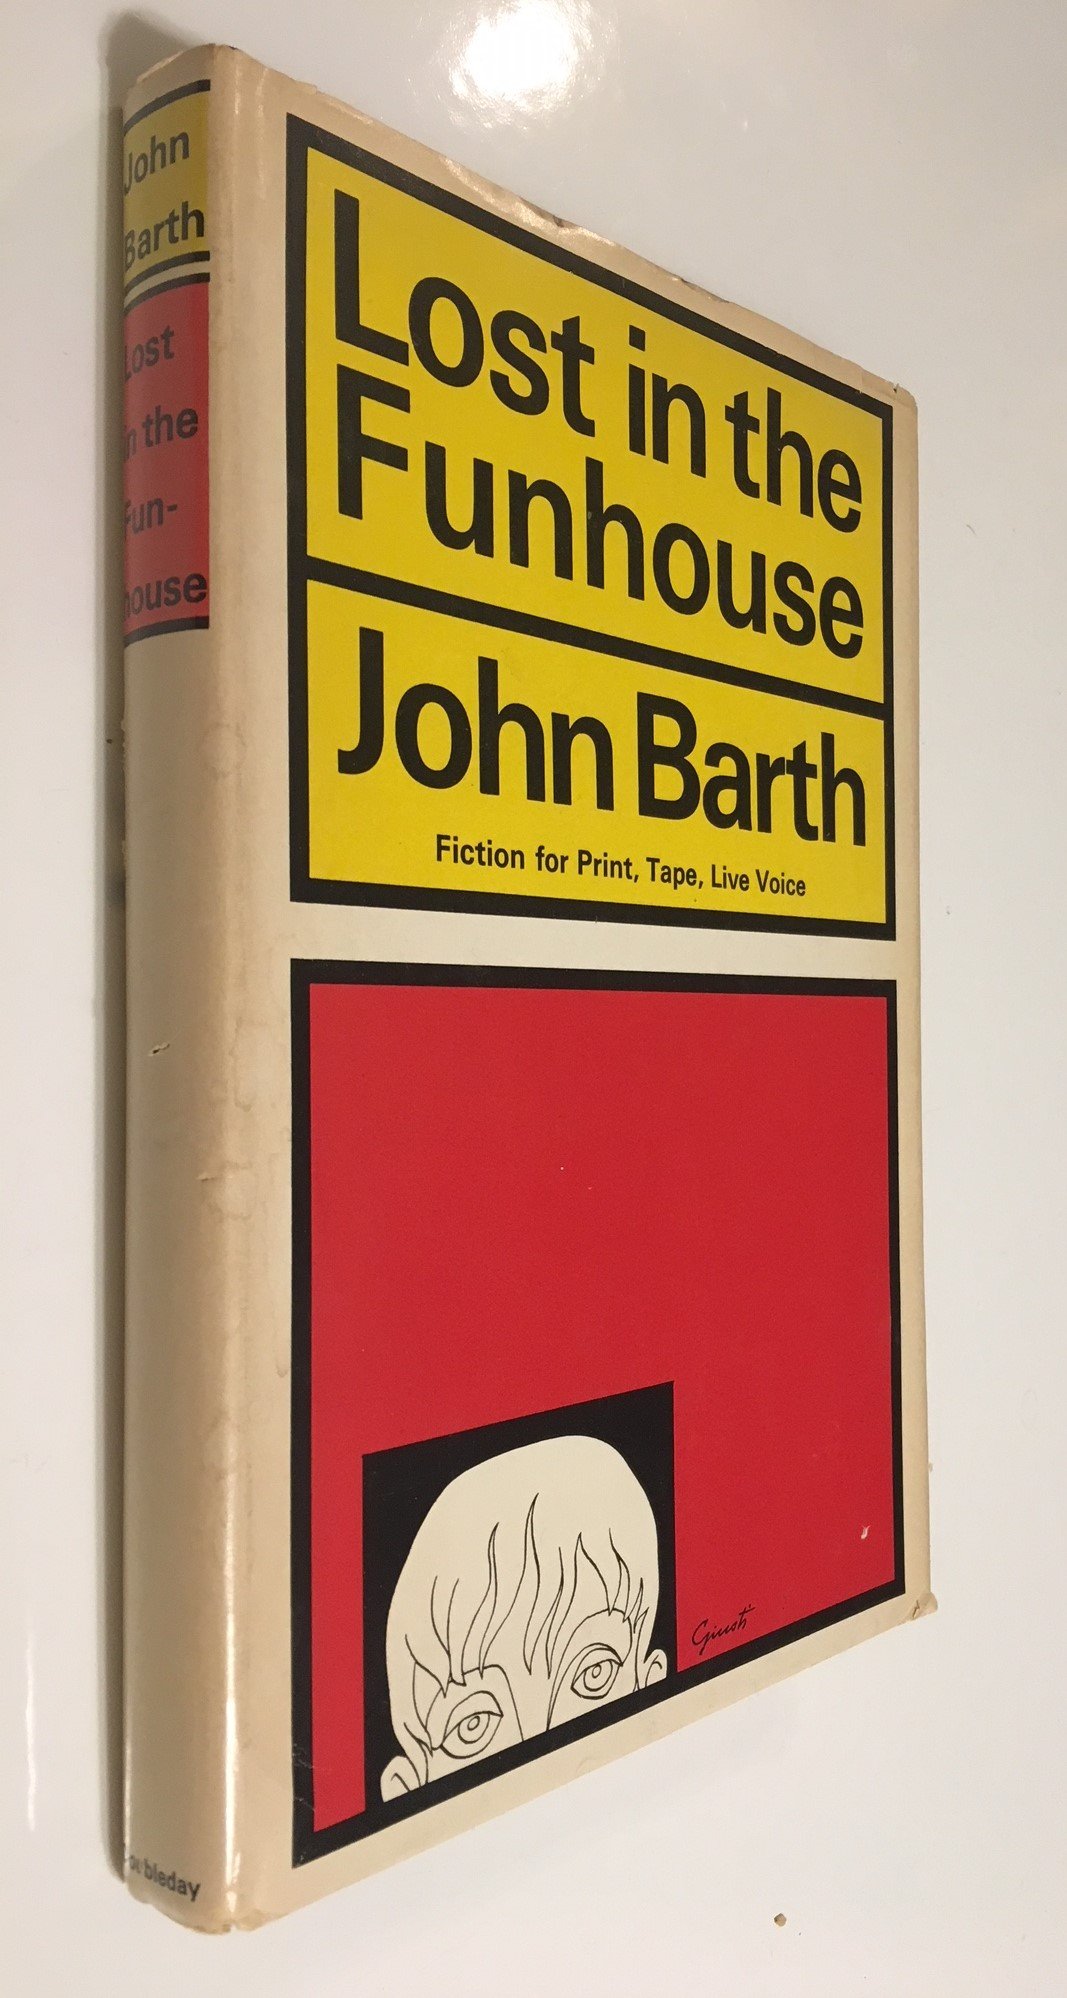 John
Barth
Lost
in the
Fun-
house
Doubleday
Lost in the
Funhouse
John Barth
Fiction for Print, Tape, Live Voice
Giusti